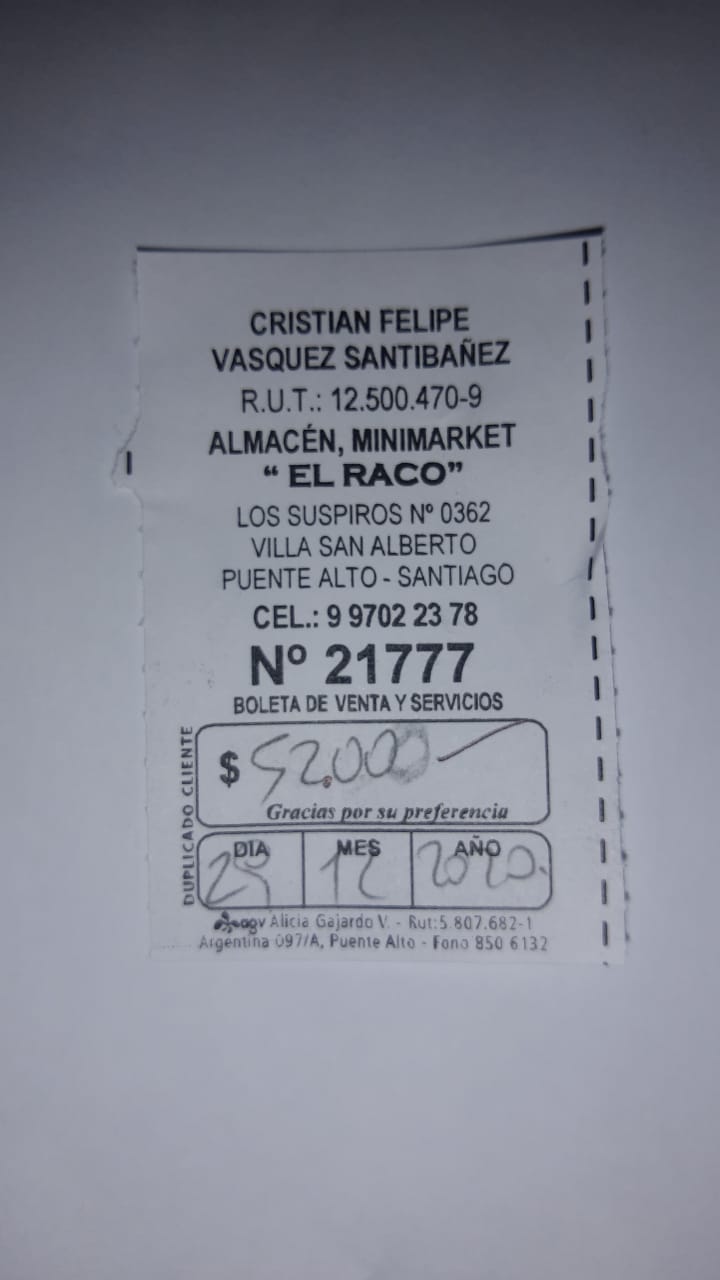 CRISTIAN FELIPE
VASQUEZ SANTIBAÑEZ
R.U.T.: 12.500.470-9
ALMACÉN, MINIMARKET
“ EL RACO”
LOS SUSPIROS Nº 0362
VILLA SAN ALBERTO
PUENTE ALTO - SANTIAGO
CEL.: 9 9702 23 78
Nº 21777
BOLETA DE VENTA Y SERVICIOS
DUPLICADO CLIENTE
$ 52.000
Gracias por su preferencia
DIA MES AÑO
29 12 2020.
agv Alicia Gajardo V. - Rut:5.807.682-1
Argentina 097/A, Puente Alto - Fono 850 6132